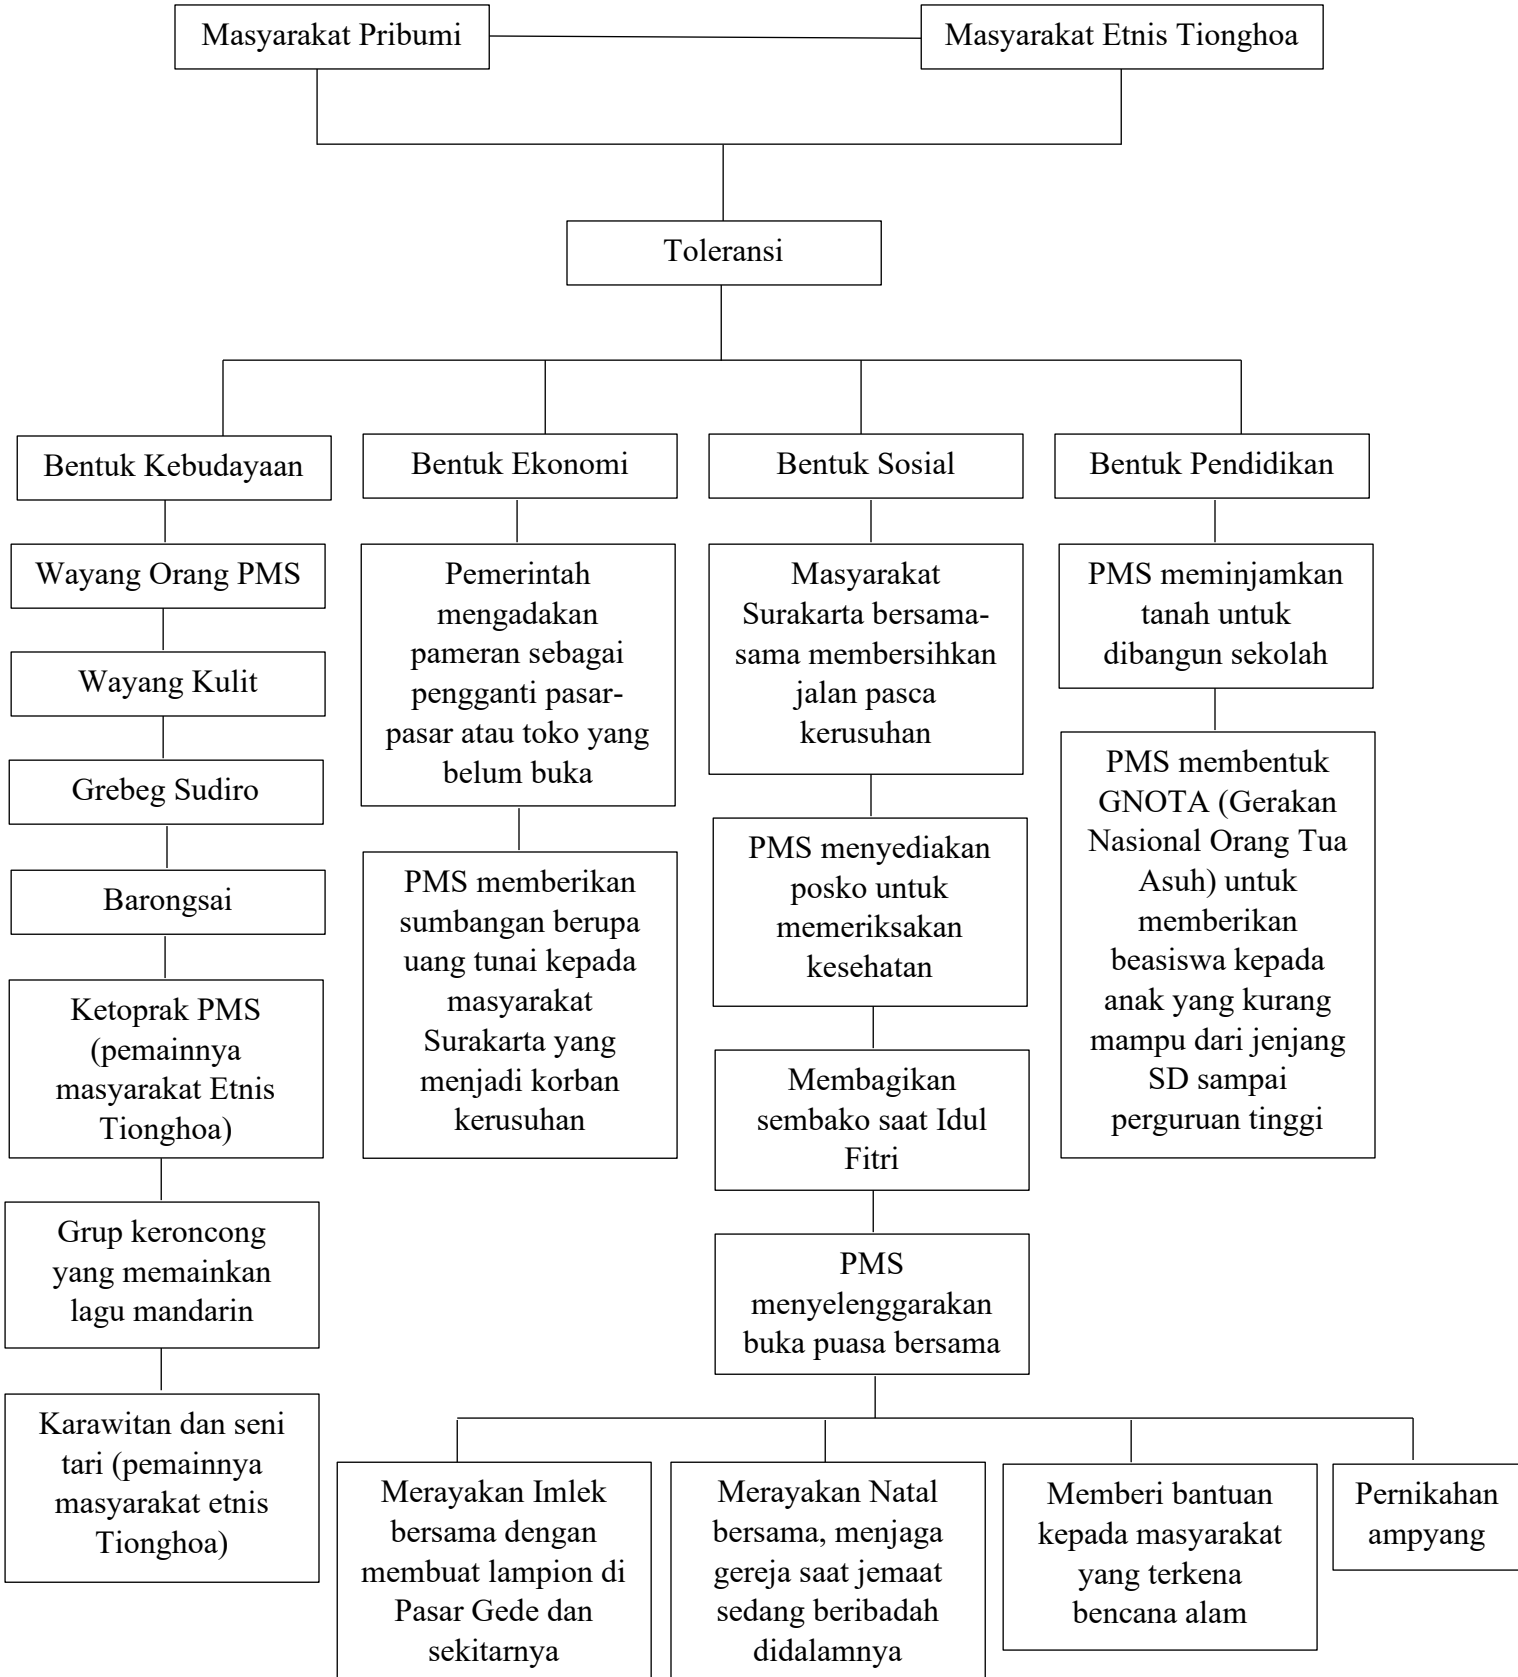 Masyarakat Pribumi
Masyarakat Etnis Tionghoa
Toleransi
Bentuk Kebudayaan
Wayang Orang PMS
Wayang Kulit
Grebeg Sudiro
Barongsai
Ketoprak PMS
(pemainnya
masyarakat Etnis
Tionghoa)
Grup keroncong
yang memainkan
lagu mandarin
Karawitan dan seni
tari (pemainnya
masyarakat etnis
Tionghoa)
Bentuk Ekonomi
Pemerintah
mengadakan
pameran sebagai
pengganti pasar-
pasar atau toko yang
belum buka
PMS memberikan
sumbangan berupa
uang tunai kepada
masyarakat
Surakarta yang
menjadi korban
kerusuhan
Bentuk Sosial
Masyarakat
Surakarta bersama-
sama membersihkan
jalan pasca
kerusuhan
PMS menyediakan
posko untuk
memeriksakan
kesehatan
Membagikan
sembako saat Idul
Fitri
PMS
menyelenggarakan
buka puasa bersama
Merayakan Imlek
bersama dengan
membuat lampion di
Pasar Gede dan
sekitarnya
Merayakan Natal
bersama, menjaga
gereja saat jemaat
sedang beribadah
didalamnya
Memberi bantuan
kepada masyarakat
yang terkena
bencana alam
Pernikahan
ampyang
Bentuk Pendidikan
PMS meminjamkan
tanah untuk
dibangun sekolah
PMS membentuk
GNOTA (Gerakan
Nasional Orang Tua
Asuh) untuk
memberikan
beasiswa kepada
anak yang kurang
mampu dari jenjang
SD sampai
perguruan tinggi